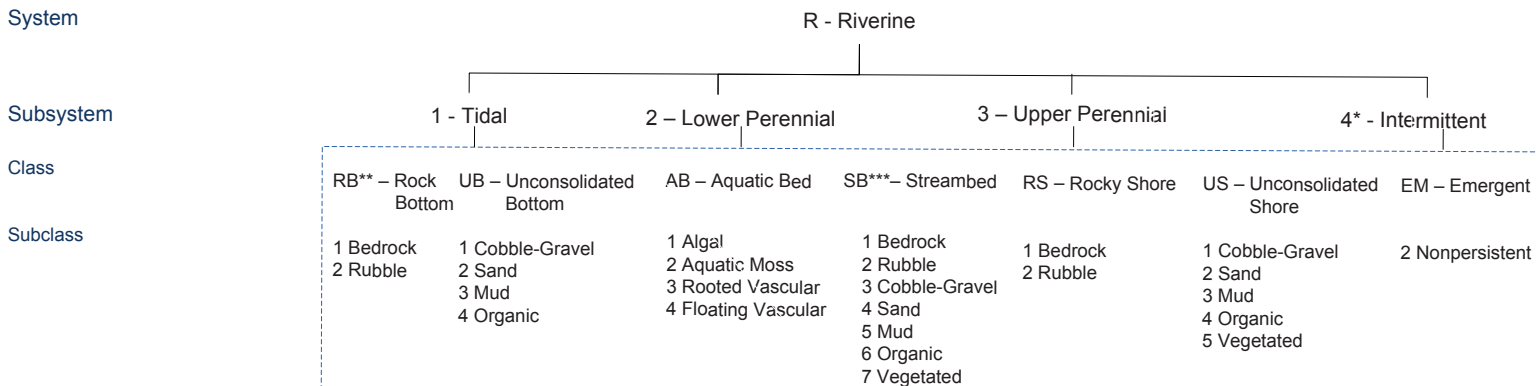 System
R - Riverine
Subsystem
1 - Tidal
2 – Lower Perennial
3 – Upper Perennial
4* - Intermittent
Class
RB** – Rock
Bottom
UB – Unconsolidated
Bottom
AB – Aquatic Bed
SB***– Streambed
RS – Rocky Shore
US – Unconsolidated
Shore
EM – Emergent
Subclass
1 Bedrock
2 Rubble
1 Cobble-Gravel
2 Sand
3 Mud
4 Organic
1 Algal
2 Aquatic Moss
3 Rooted Vascular
4 Floating Vascular
1 Bedrock
2 Rubble
3 Cobble-Gravel
4 Sand
5 Mud
6 Organic
7 Vegetated
1 Bedrock
2 Rubble
1 Cobble-Gravel
2 Sand
3 Mud
4 Organic
5 Vegetated
2 Nonpersistent